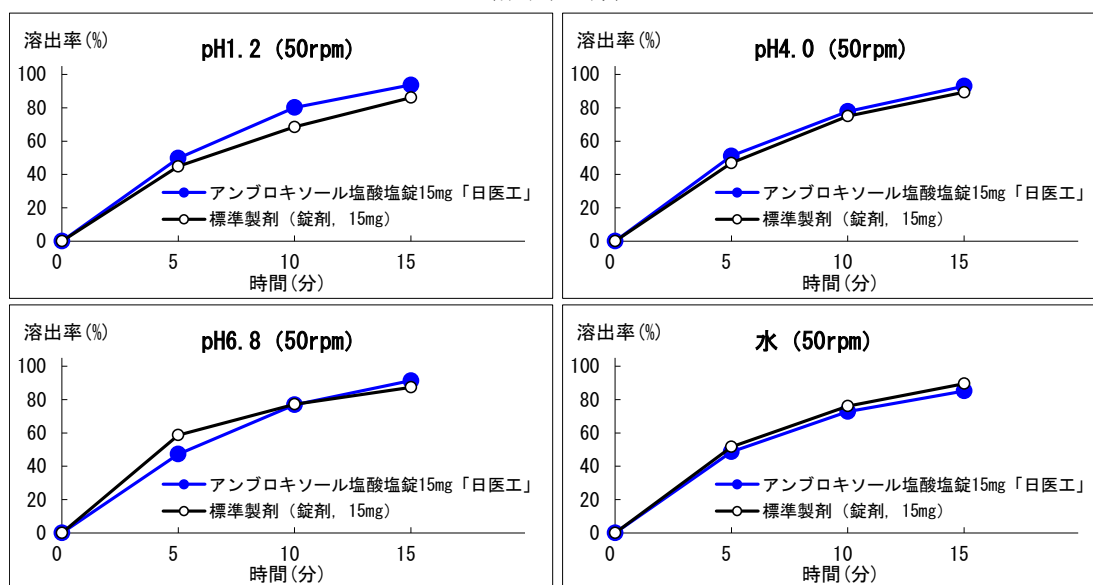 溶出率(%)
pH1.2 (50rpm)
100
80
60
40
20
0
アンブロキソール塩酸塩錠15mg「日医工」
標準製剤(錠剤, 15mg)
0 5 10 15
時間(分)
溶出率(%)
pH4.0 (50rpm)
100
80
60
40
20
0
アンブロキソール塩酸塩錠15mg「日医工」
標準製剤(錠剤, 15mg)
0 5 10 15
時間(分)
溶出率(%)
pH6.8 (50rpm)
100
80
60
40
20
0
アンブロキソール塩酸塩錠15mg「日医工」
標準製剤(錠剤, 15mg)
0 5 10 15
時間(分)
溶出率(%)
水 (50rpm)
100
80
60
40
20
0
アンブロキソール塩酸塩錠15mg「日医工」
標準製剤(錠剤, 15mg)
0 5 10 15
時間(分)